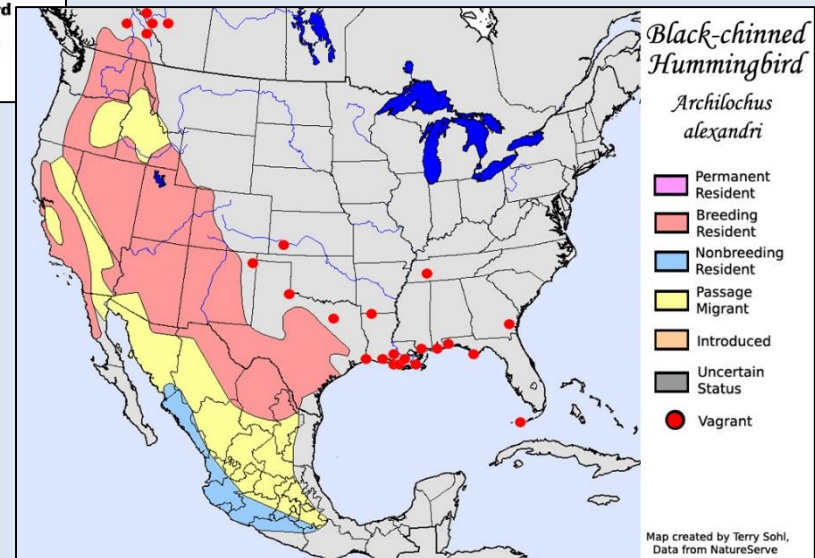 rd
Black-chinned
Hummingbird
Archilochus
alexandri
Permanent
Resident
Breeding
Resident
Nonbreeding
Resident
Passage
Migrant
Introduced
Uncertain
Status
Vagrant
Map created by Terry Sohl,
Data from NatureServe